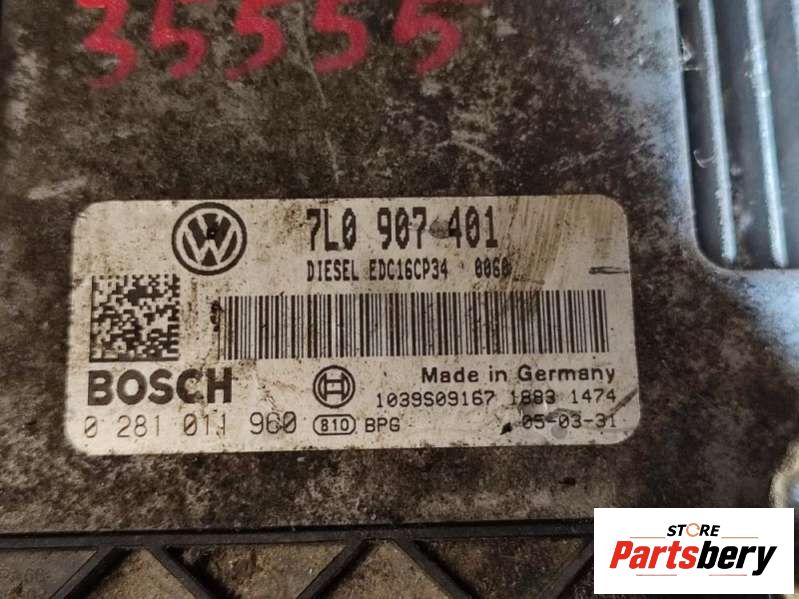 35555
7L0 907 401
DIESEL EDC16CP34 0060
BOSCH
Made in Germany
1039S09167 1883 1474
0 281 011 960 810 BPG 05-03-31
STORE
Partsbery